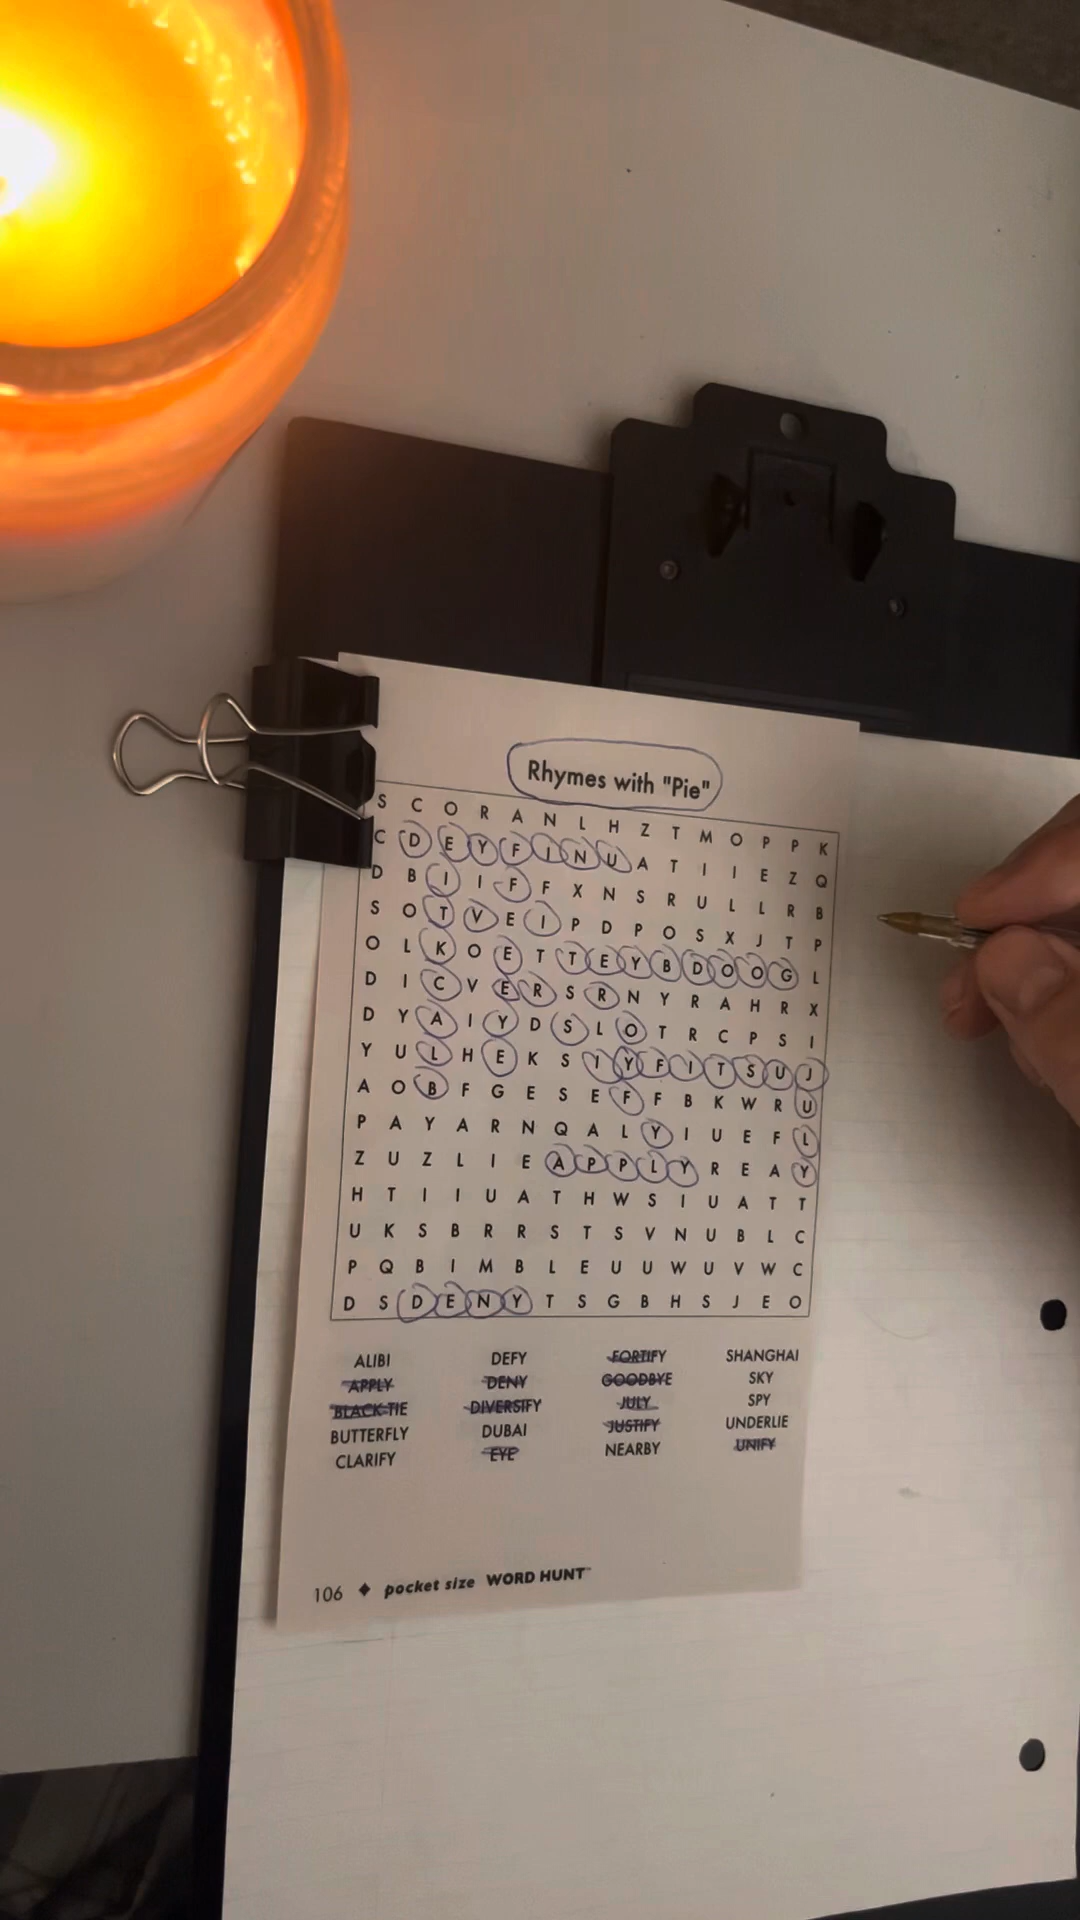 Rhymes with "Pie"
S C O R A N L H Z T M O P P K
C D E Y F I N U A T I I E Z Q
D B I I F F X N S R U L L R B
S O T V E I P D P O S X J T P
O L K O E T T E Y B D O O G L
D I C V E R S R N Y R A H R X
D Y A I Y D S L O T R C P S I
Y U L H E K S I Y F I T S U J
A O B F G E S E F F B K W R U
P A Y A R N Q A L Y I U E F L
Z U Z L I E A P P L Y R E A Y
H T I I U A T H W S I U A T T
U K S B R R S T S V N U B L C
P Q B I M B L E U U W U V W C
D S D E N Y T S G B H S J E O
ALIBI DEFY FORTIFY SHANGHAI
APPLY DENY GOODBYE SKY
BLACK-TIE DIVERSIFY JULY SPY
BUTTERFLY DUBAI JUSTIFY UNDERLIE
CLARIFY EYE NEARBY UNIFY
106 ♦ pocket size WORD HUNT™